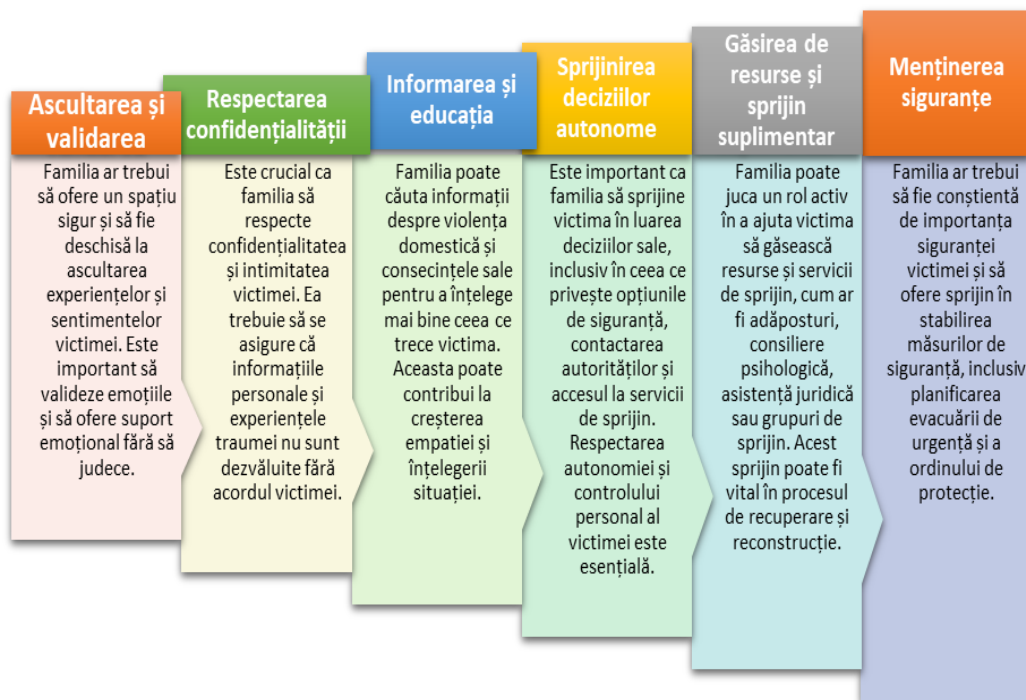 Ascultarea și
validarea
Familia ar trebui
să ofere un spațiu
sigur și să fie
deschisă la
ascultarea
experiențelor și
sentimentelor
victimei. Este
important să
valideze emoțiile
și să ofere suport
emoțional fără să
judece.
Respectarea
confidențialității
Este crucial ca
familia să
respecte
confidențialitatea
și intimitatea
victimei. Ea
trebuie să se
asigure că
informațiile
personale și
experiențele
traumei nu sunt
dezvăluite fără
acordul victimei.
Informarea și
educația
Familia poate
căuta informații
despre violența
domestică și
consecințele sale
pentru a înțelege
mai bine ceea ce
trece victima.
Aceasta poate
contribui la
creșterea
empatiei și
înțelegerii
situației.
Sprijinirea
deciziilor
autonome
Este important ca
familia să sprijine
victima în luarea
deciziilor sale,
inclusiv în ceea ce
privește opțiunile
de siguranță,
contactarea
autorităților și
accesul la servicii
de sprijin.
Respectarea
autonomiei și
controlului
personal al
victimei este
esențială.
Găsirea de
resurse și
sprijin
suplimentar
Familia poate
juca un rol activ
în a ajuta victima
să găsească
resurse și servicii
de sprijin, cum ar
fi adăposturi,
consiliere
psihologică,
asistență juridică
sau grupuri de
sprijin. Acest
sprijin poate fi
vital în procesul
de recuperare și
reconstrucție.
Menținerea
siguranțe
Familia ar trebui
să fie conștientă
de importanța
siguranței
victimei și să
ofere sprijin în
stabilirea
măsurilor de
siguranță, inclusiv
planificarea
evacuării de
urgență și a
ordinului de
protecție.